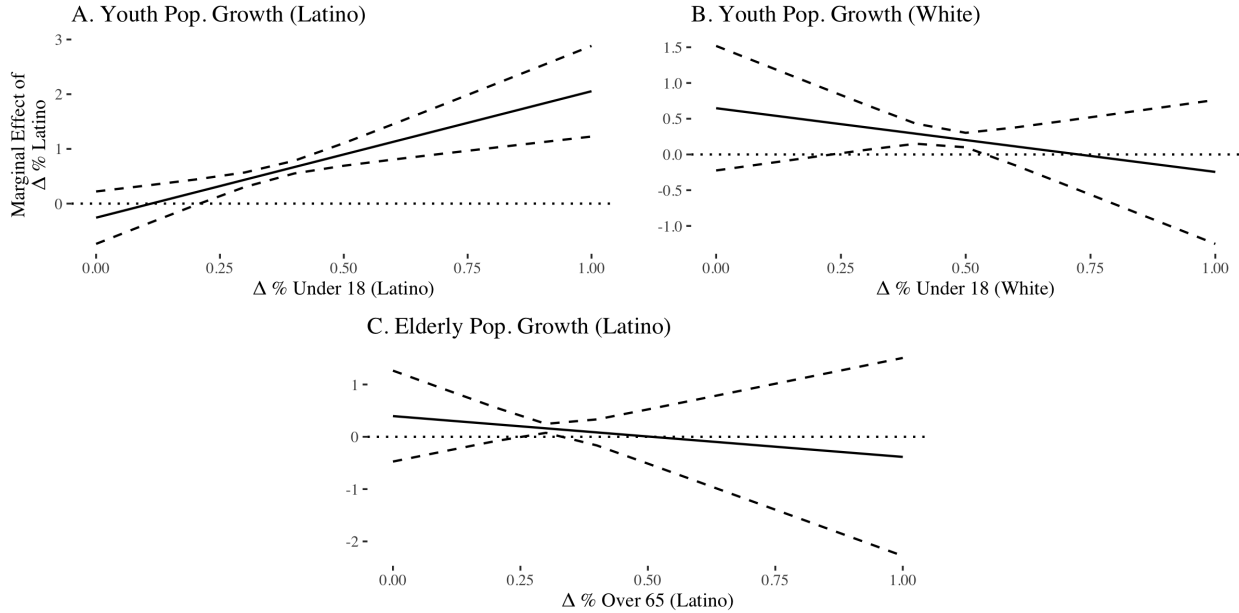 A. Youth Pop. Growth (Latino)
Marginal Effect of
Δ % Latino
3
2
1
0
0.00 0.25 0.50 0.75 1.00
Δ % Under 18 (Latino)
B. Youth Pop. Growth (White)
1.5
1.0
0.5
0.0
-0.5
-1.0
0.00 0.25 0.50 0.75 1.00
Δ % Under 18 (White)
C. Elderly Pop. Growth (Latino)
1
0
-1
-2
0.00 0.25 0.50 0.75 1.00
Δ % Over 65 (Latino)